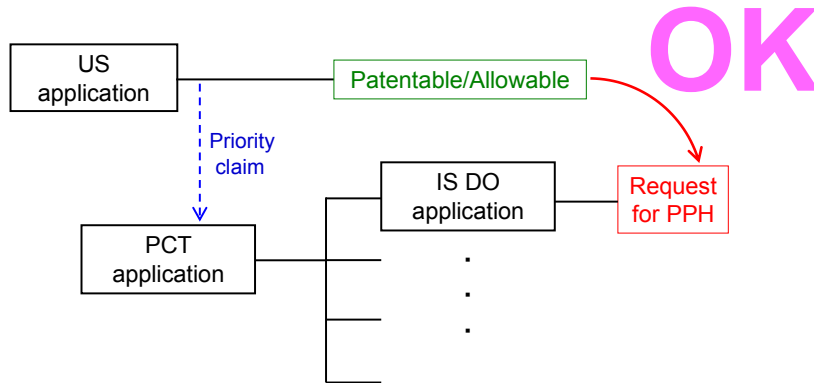 OK
US
application
Patentable/Allowable
Priority
claim
IS DO
application
Request
for PPH
PCT
application